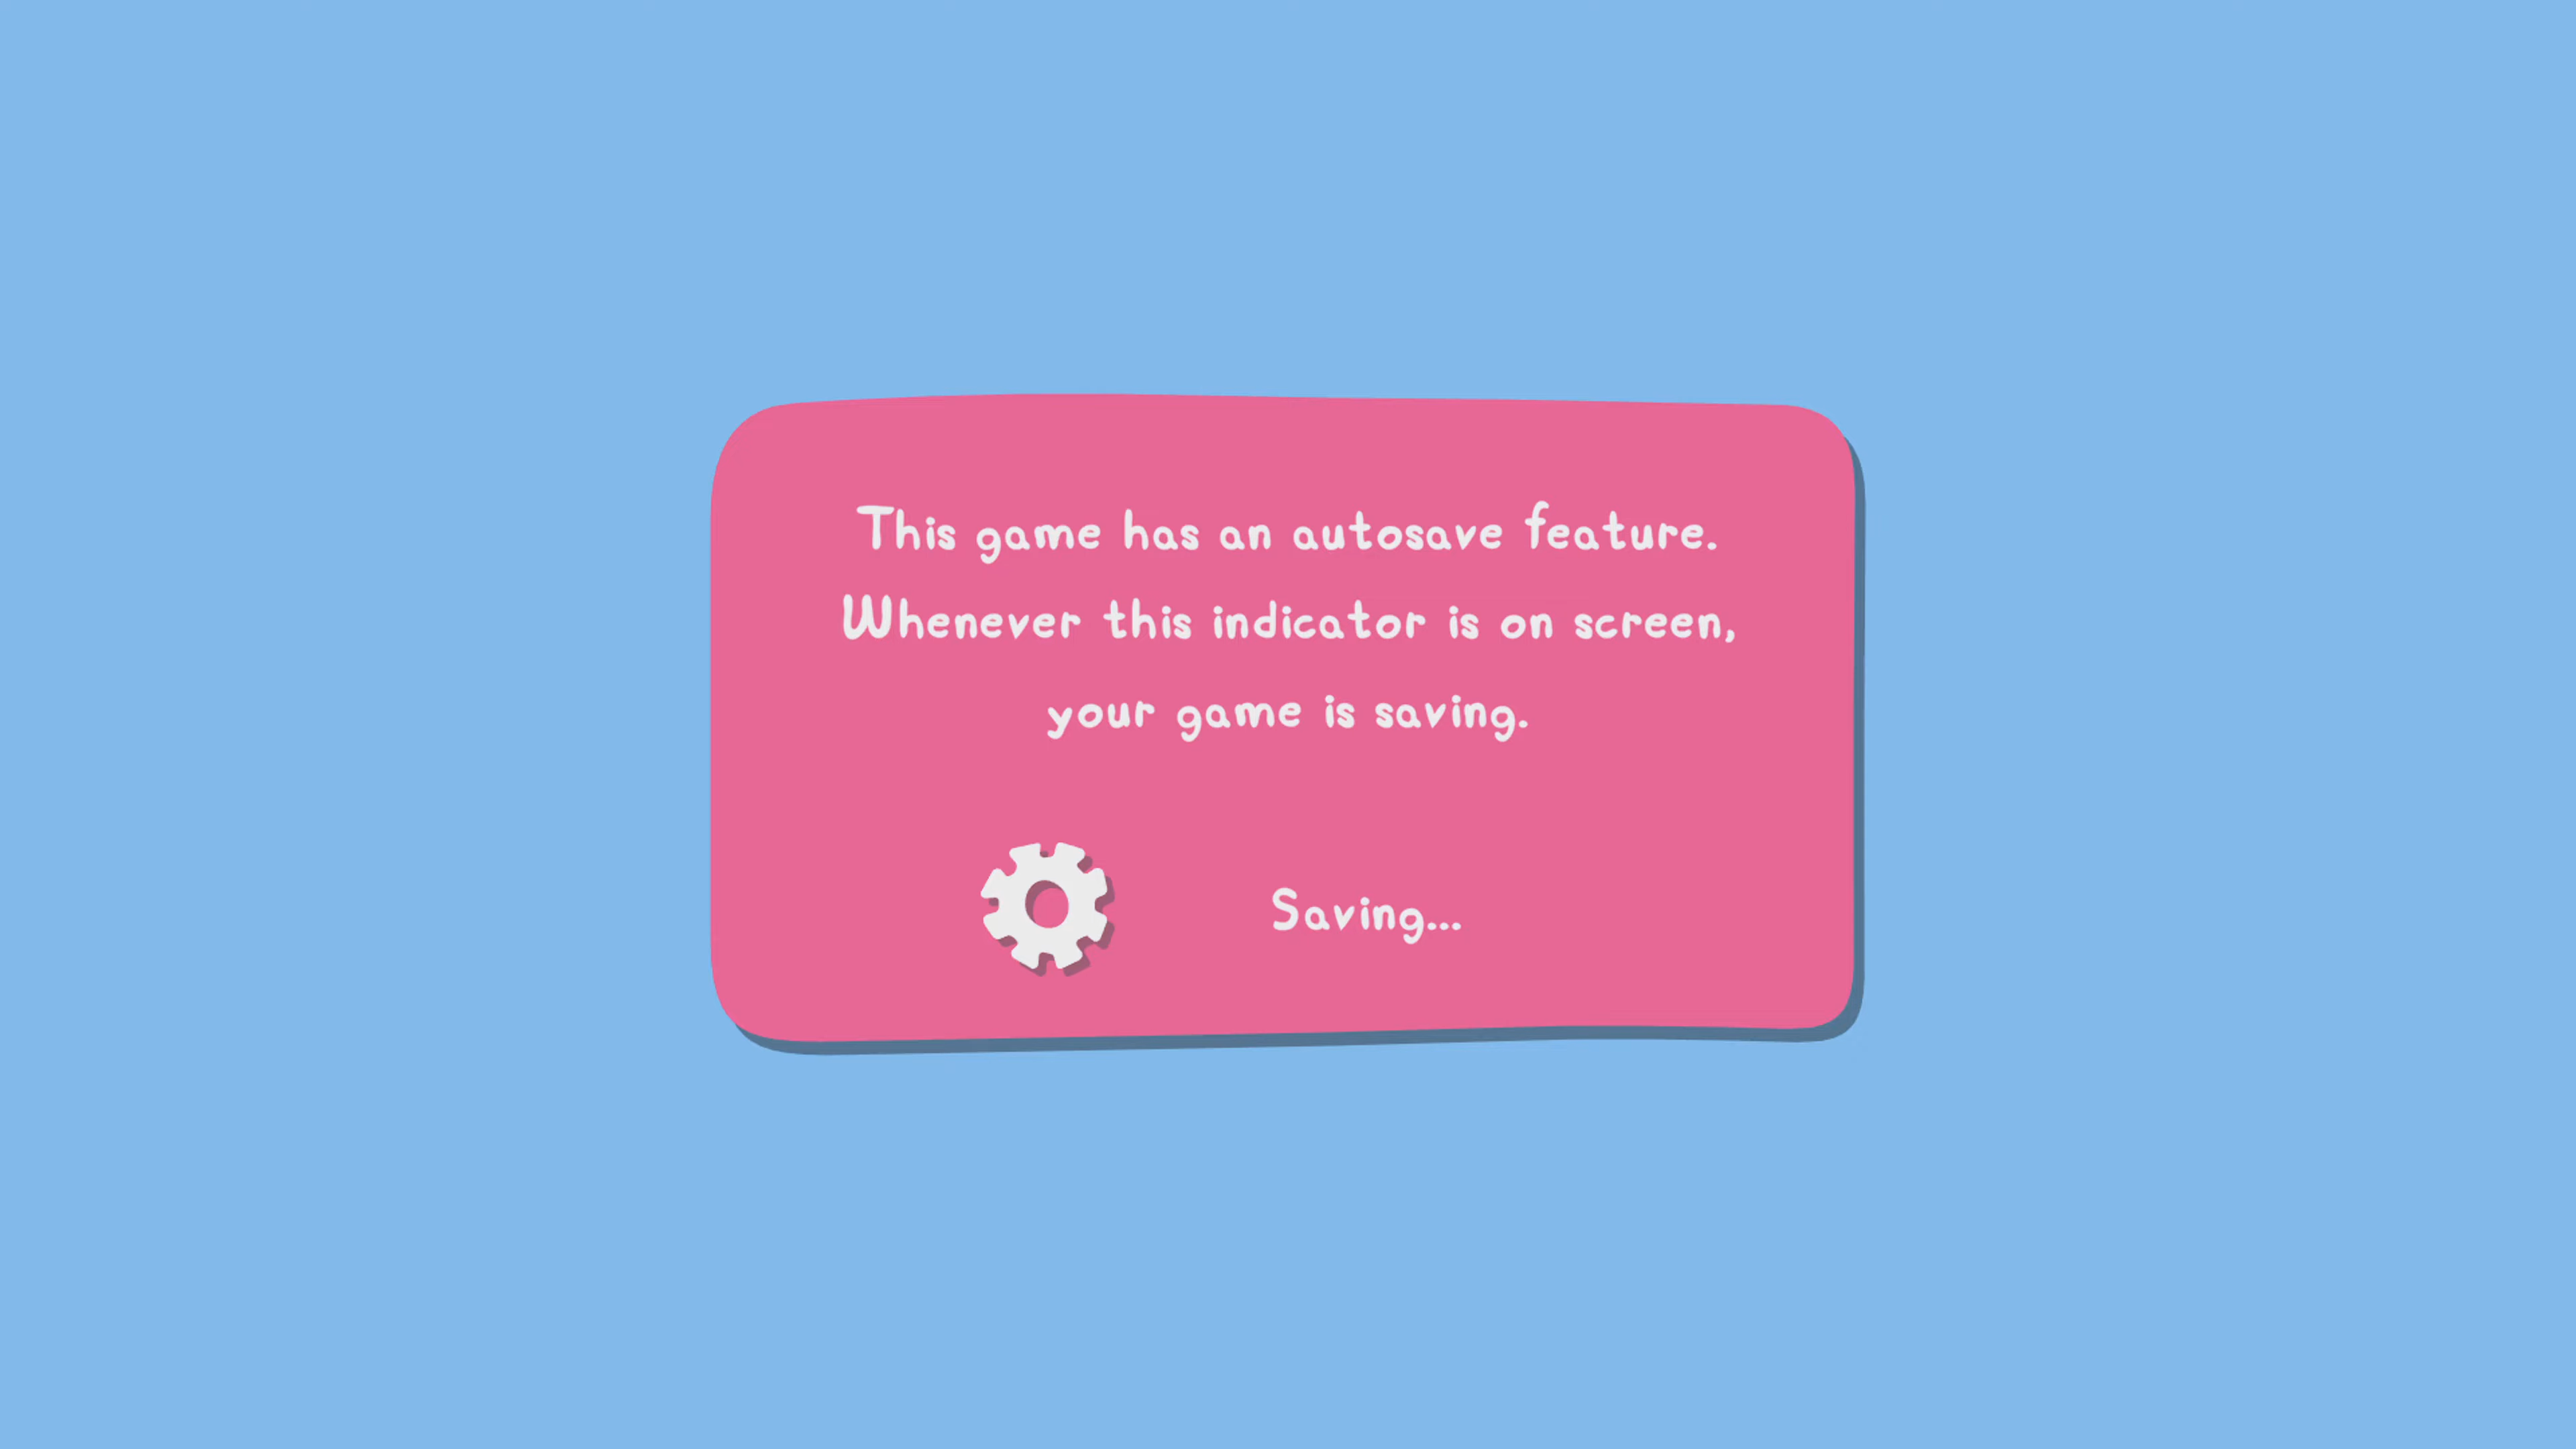 This game has an autosave feature.
Whenever this indicator is on screen,
your game is saving.
Saving...